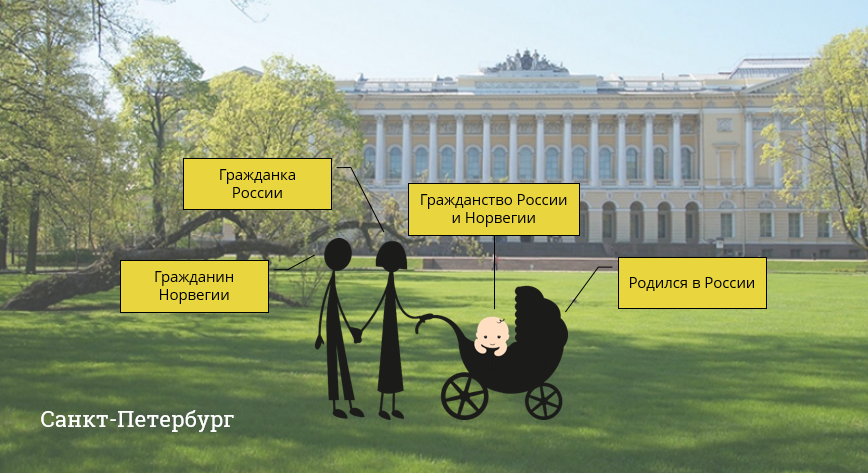 Гражданка
России
Гражданство России
и Норвегии
Гражданин
Норвегии
Родился в России
Санкт-Петербург